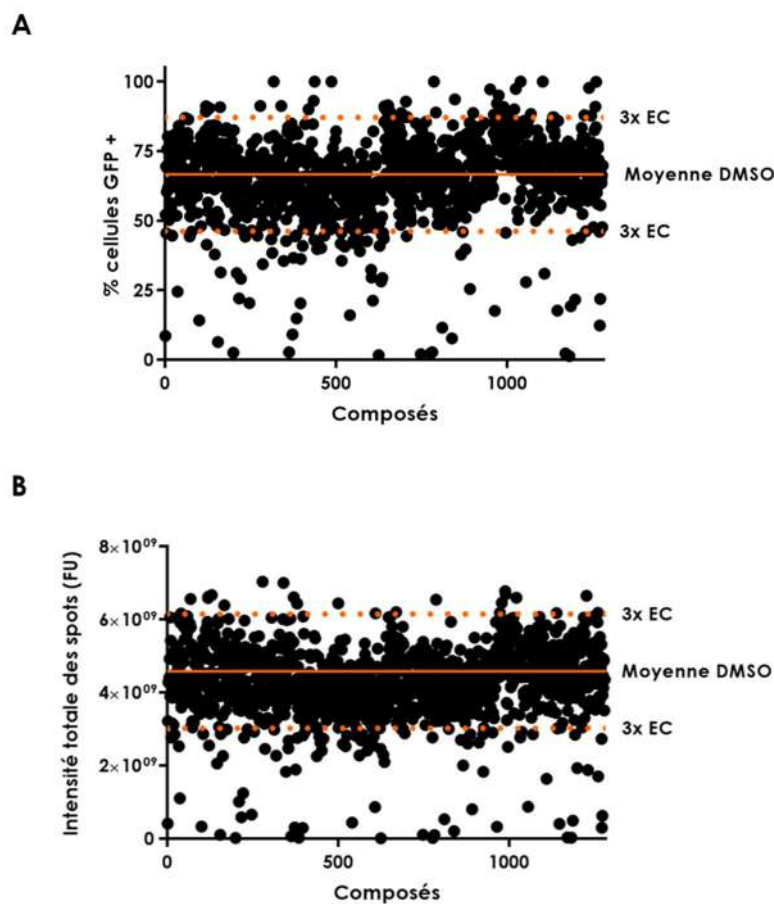 A
100
3x EC
75
Moyenne DMSO
50
3x EC
25
0
0
500
1000
% cellules GFP +
Composés
B
8×10⁰⁹
6×10⁰⁹
3x EC
Moyenne DMSO
4×10⁰⁹
3x EC
2×10⁰⁹
0
0
500
1000
Intensité totale des spots (FU)
Composés